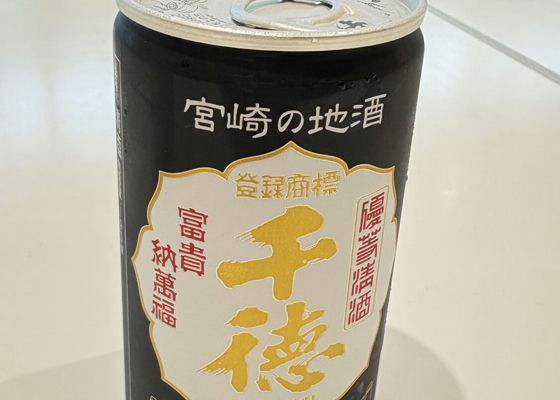 宮崎の地酒
登録商標
優等清酒
千徳
富貴
納萬福